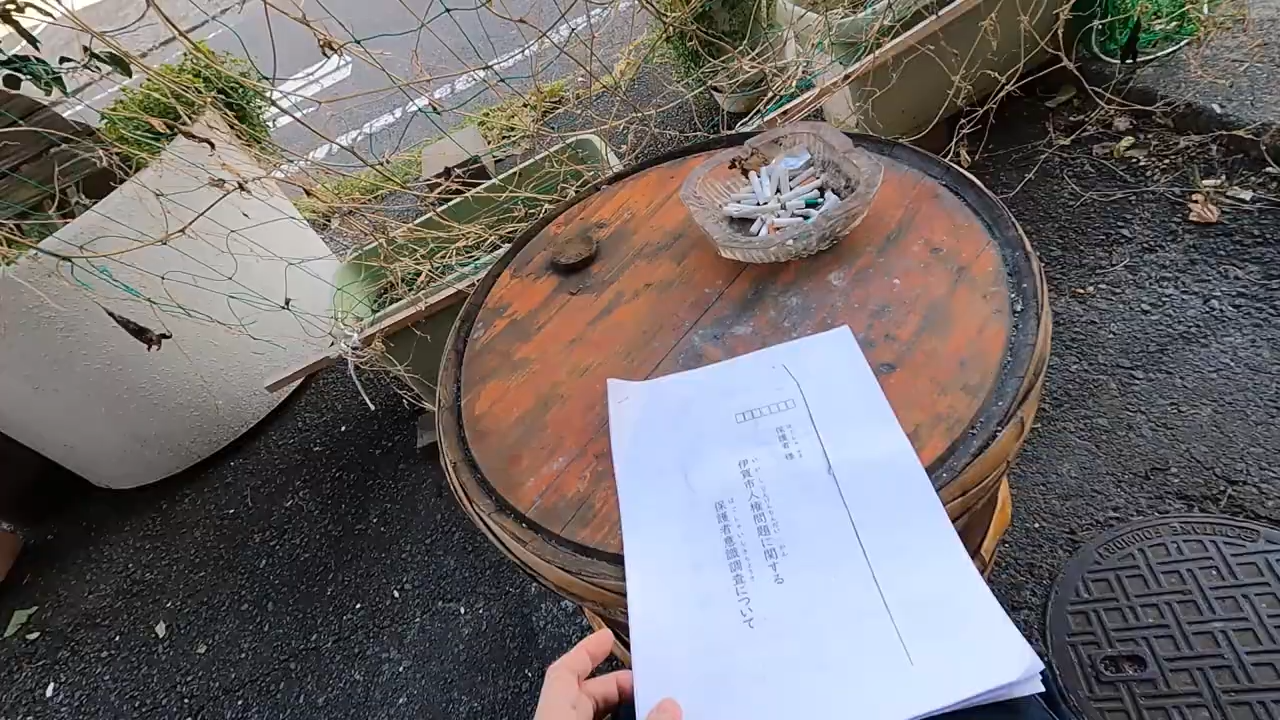 保護者 様
伊賀市人権問題に関する
保護者意識調査について